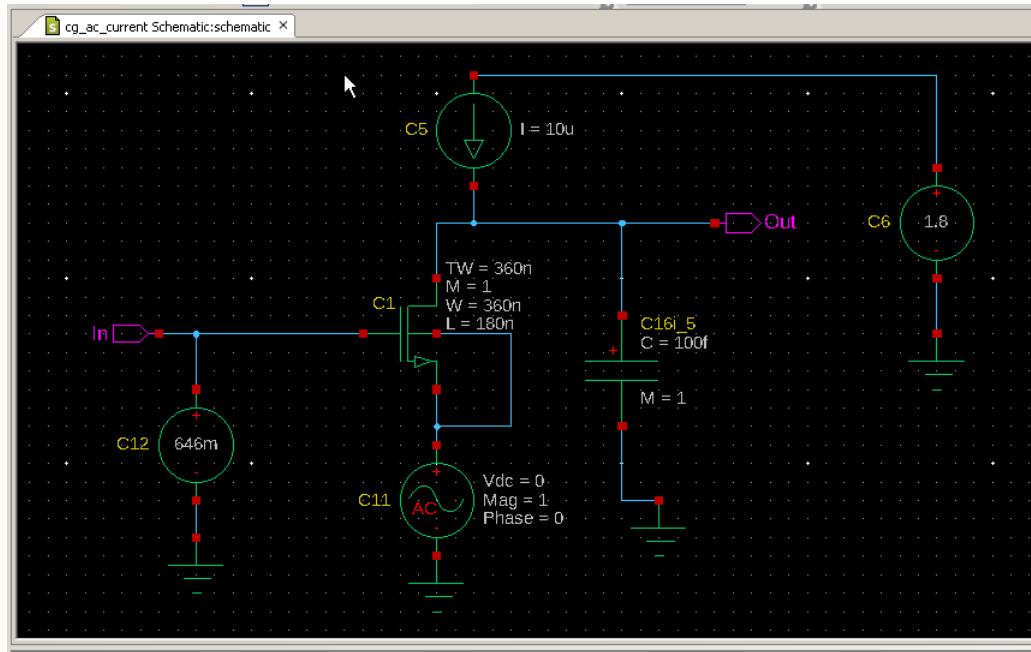 S cg_ac_current Schematic:schematic ×
C5
I = 10u
C6
+
1.8
-
Out
TW = 360n
M = 1
W = 360n
L = 180n
C1
In
C16i_5
C = 100f
+
M = 1
C12
+
646m
-
C11
+
AC
-
Vdc = 0
Mag = 1
Phase = 0